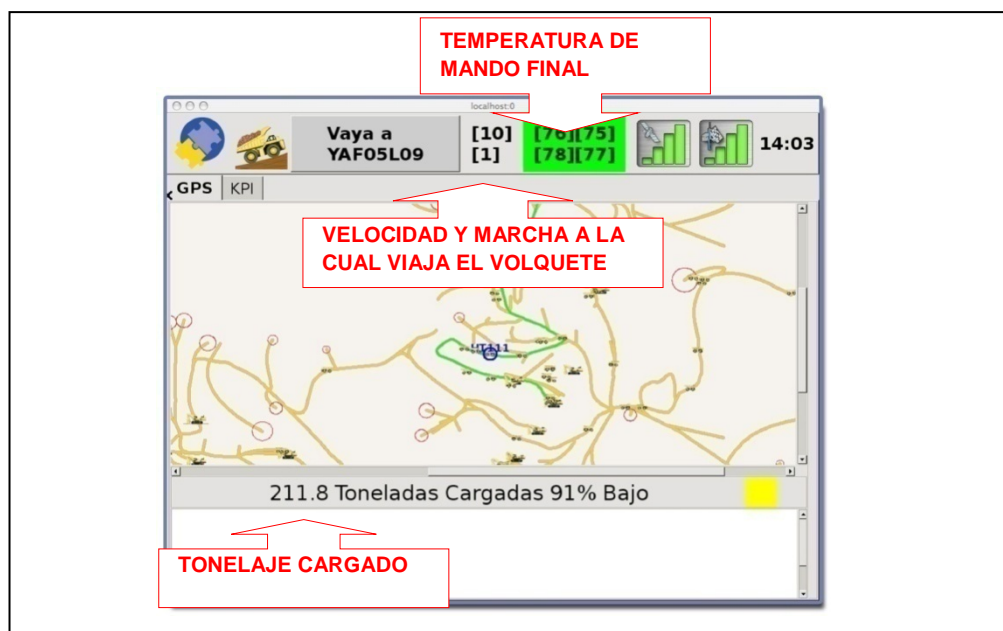 TEMPERATURA DE
MANDO FINAL
localhost:0
Vaya a
YAF05L09
[10]
[1]
[76][75]
[78][77]
14:03
GPS
KPI
VELOCIDAD Y MARCHA A LA
CUAL VIAJA EL VOLQUETE
211.8 Toneladas Cargadas 91% Bajo
TONELAJE CARGADO